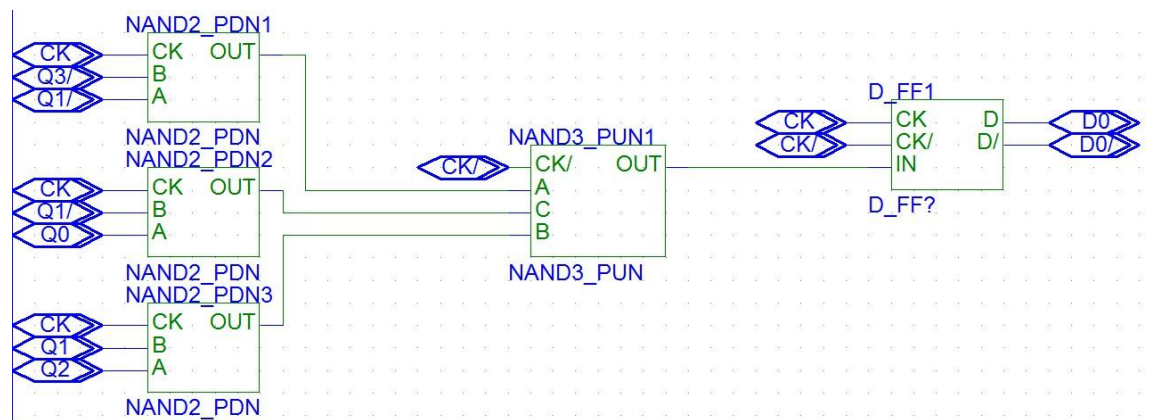 NAND2_PDN1
CK
CK OUT
Q3/
B
Q1/
A
NAND2_PDN
NAND2_PDN2
CK
CK OUT
Q1/
B
Q0
A
NAND2_PDN
NAND2_PDN3
CK
CK OUT
Q1
B
Q2
A
NAND2_PDN
NAND3_PUN1
CK/
CK/ OUT
A
C
B
NAND3_PUN
D_FF1
CK
CK D
D0
CK/
CK/ D/
D0/
IN
D_FF?